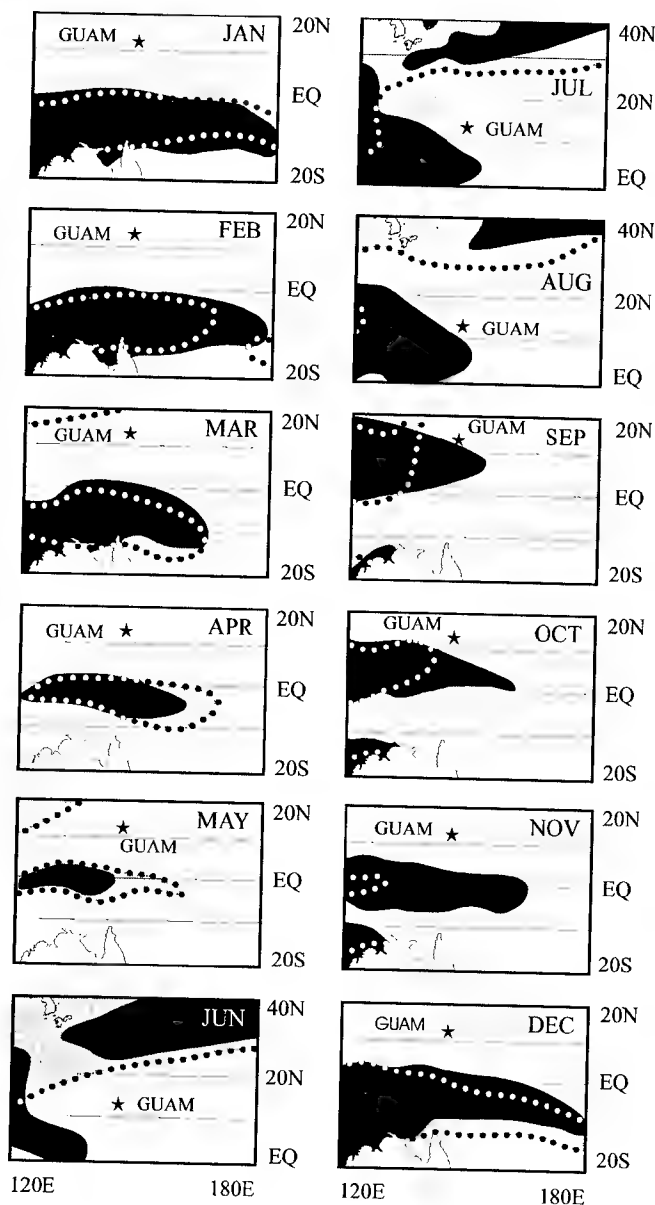 GUAM JAN
20N
EQ
20S
GUAM FEB
20N
EQ
20S
GUAM MAR
20N
EQ
20S
GUAM APR
20N
EQ
20S
GUAM MAY
20N
EQ
20S
JUN
GUAM
40N
20N
EQ
120E 180E
JUL
GUAM
40N
20N
EQ
AUG
GUAM
40N
20N
EQ
GUAM SEP
20N
EQ
20S
GUAM OCT
20N
EQ
20S
GUAM NOV
20N
EQ
20S
GUAM DEC
20N
EQ
20S
120E 180E